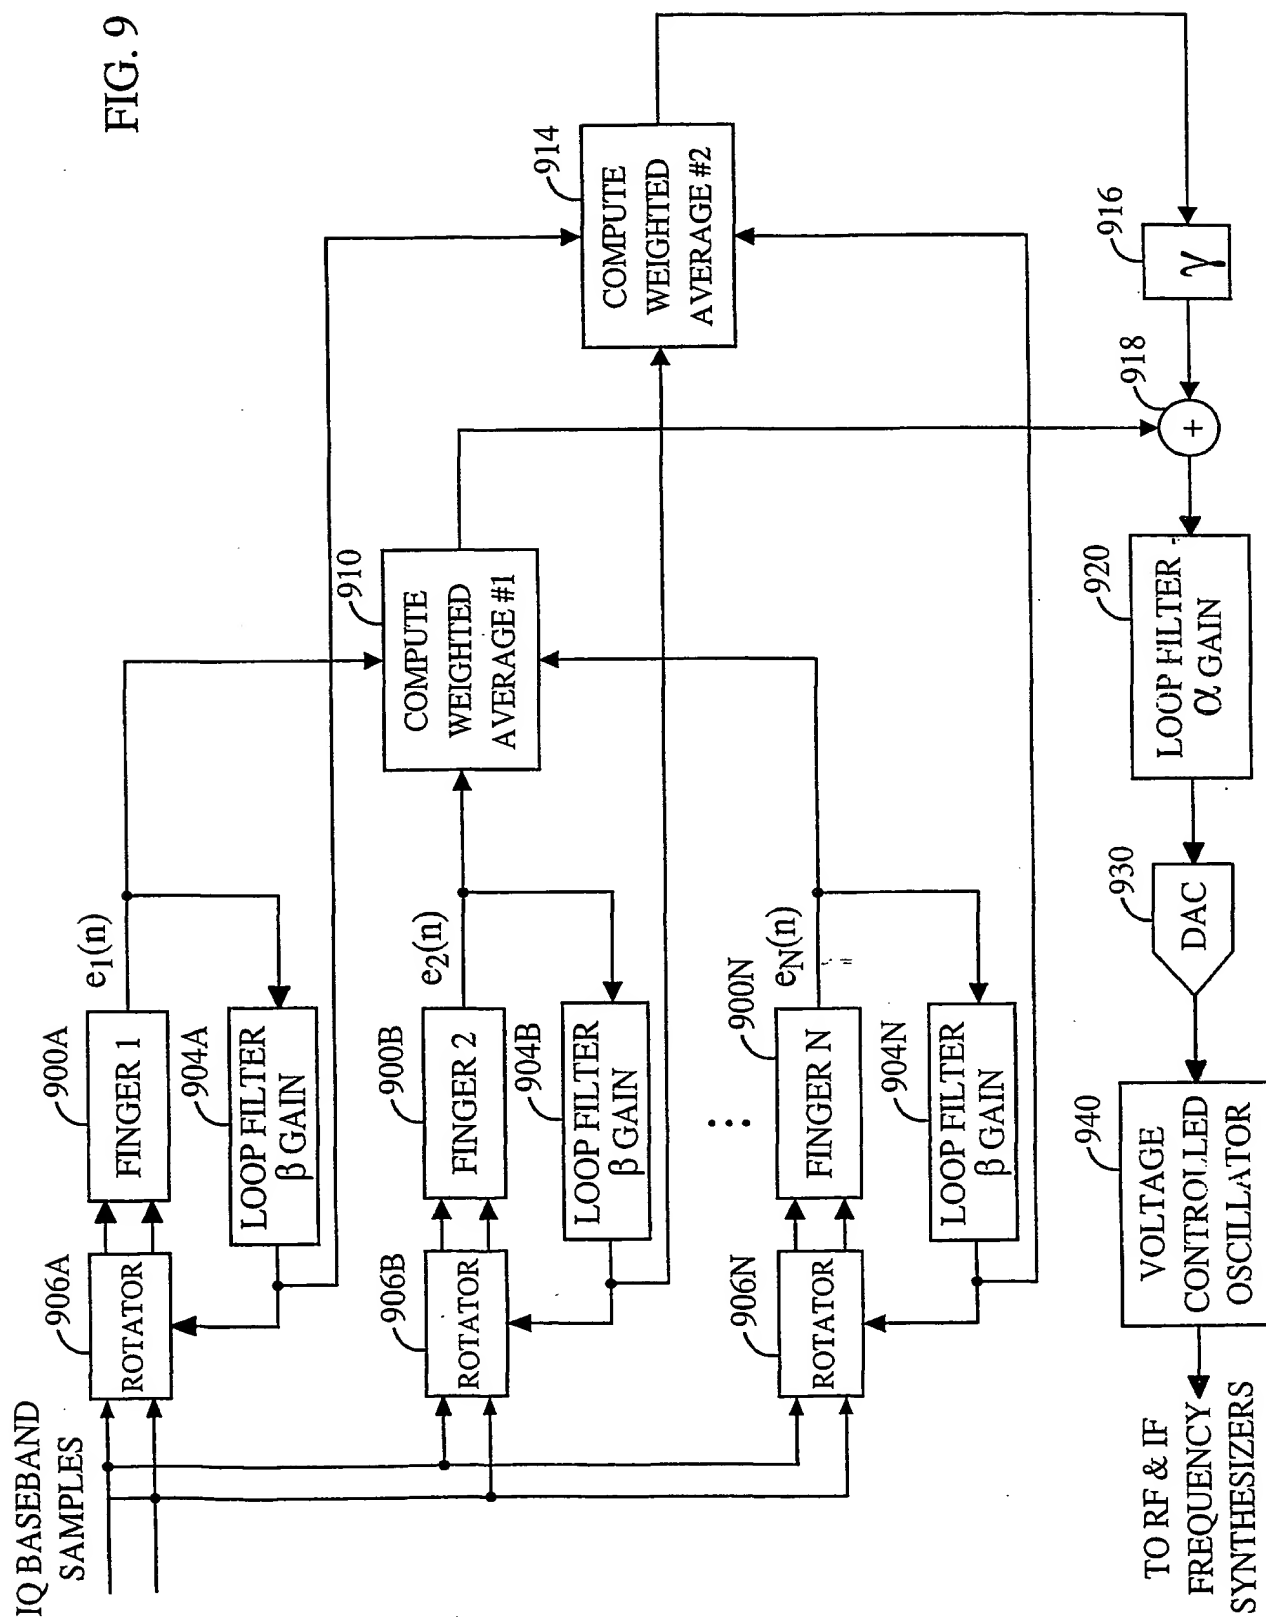 FIG. 9
IQ BASEBAND
SAMPLES
906A
ROTATOR
900A
FINGER 1
e1(n)
904A
LOOP FILTER
β GAIN
906B
ROTATOR
900B
FINGER 2
e2(n)
904B
LOOP FILTER
β GAIN
...
906N
ROTATOR
900N
FINGER N
eN(n)
904N
LOOP FILTER
β GAIN
910
COMPUTE
WEIGHTED
AVERAGE #1
914
COMPUTE
WEIGHTED
AVERAGE #2
916
γ
918
+
920
LOOP FILTER
α GAIN
930
DAC
940
VOLTAGE
CONTROLLED
OSCILLATOR
TO RF & IF
FREQUENCY
SYNTHESIZERS